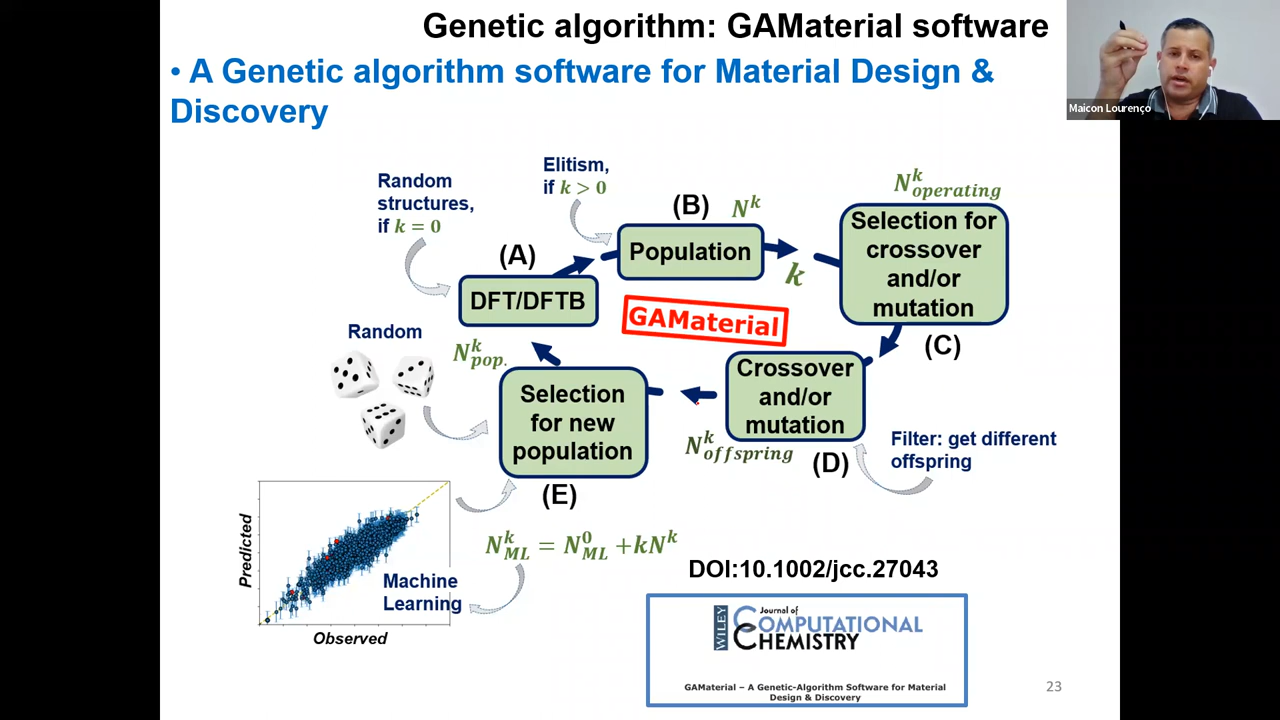 Genetic algorithm: GAMaterial software
Maicon Lourenço
• A Genetic algorithm software for Material Design &
Discovery
Random
structures,
if k = 0
Elitism,
if k > 0
(A)
DFT/DFTB
(B)
N^k
Population
k
N^k_operating
Selection for
crossover
and/or
mutation
(C)
GAMaterial
Crossover
and/or
mutation
(D)
N^k_offspring
Filter: get different
offspring
Random
N^k_pop.
Selection
for new
population
(E)
Predicted
Observed
Machine
Learning
N^k_ML = N^0_ML + kN^k
DOI:10.1002/jcc.27043
WILEY
Journal of
COMPUTATIONAL
CHEMISTRY
GAMaterial – A Genetic-Algorithm Software for Material
Design & Discovery
23